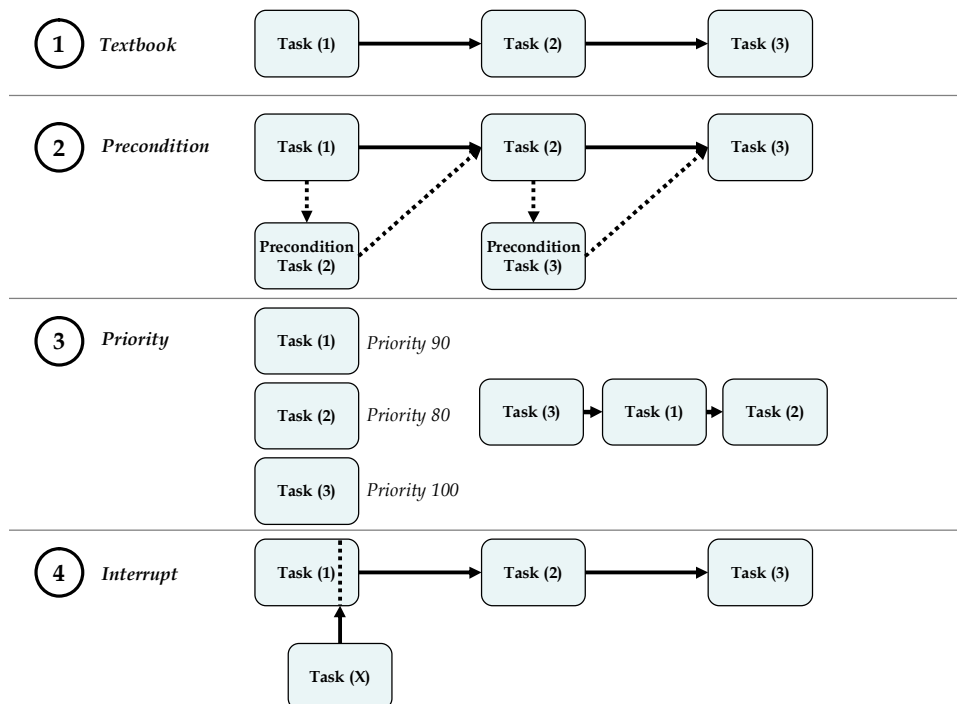 1 Textbook Task (1) Task (2) Task (3)
2 Precondition Task (1) Task (2) Task (3)
Precondition Precondition
Task (2) Task (3)
3 Priority Task (1) Priority 90
Task (2) Priority 80 Task (3) Task (1) Task (2)
Task (3) Priority 100
4 Interrupt Task (1) Task (2) Task (3)
Task (X)